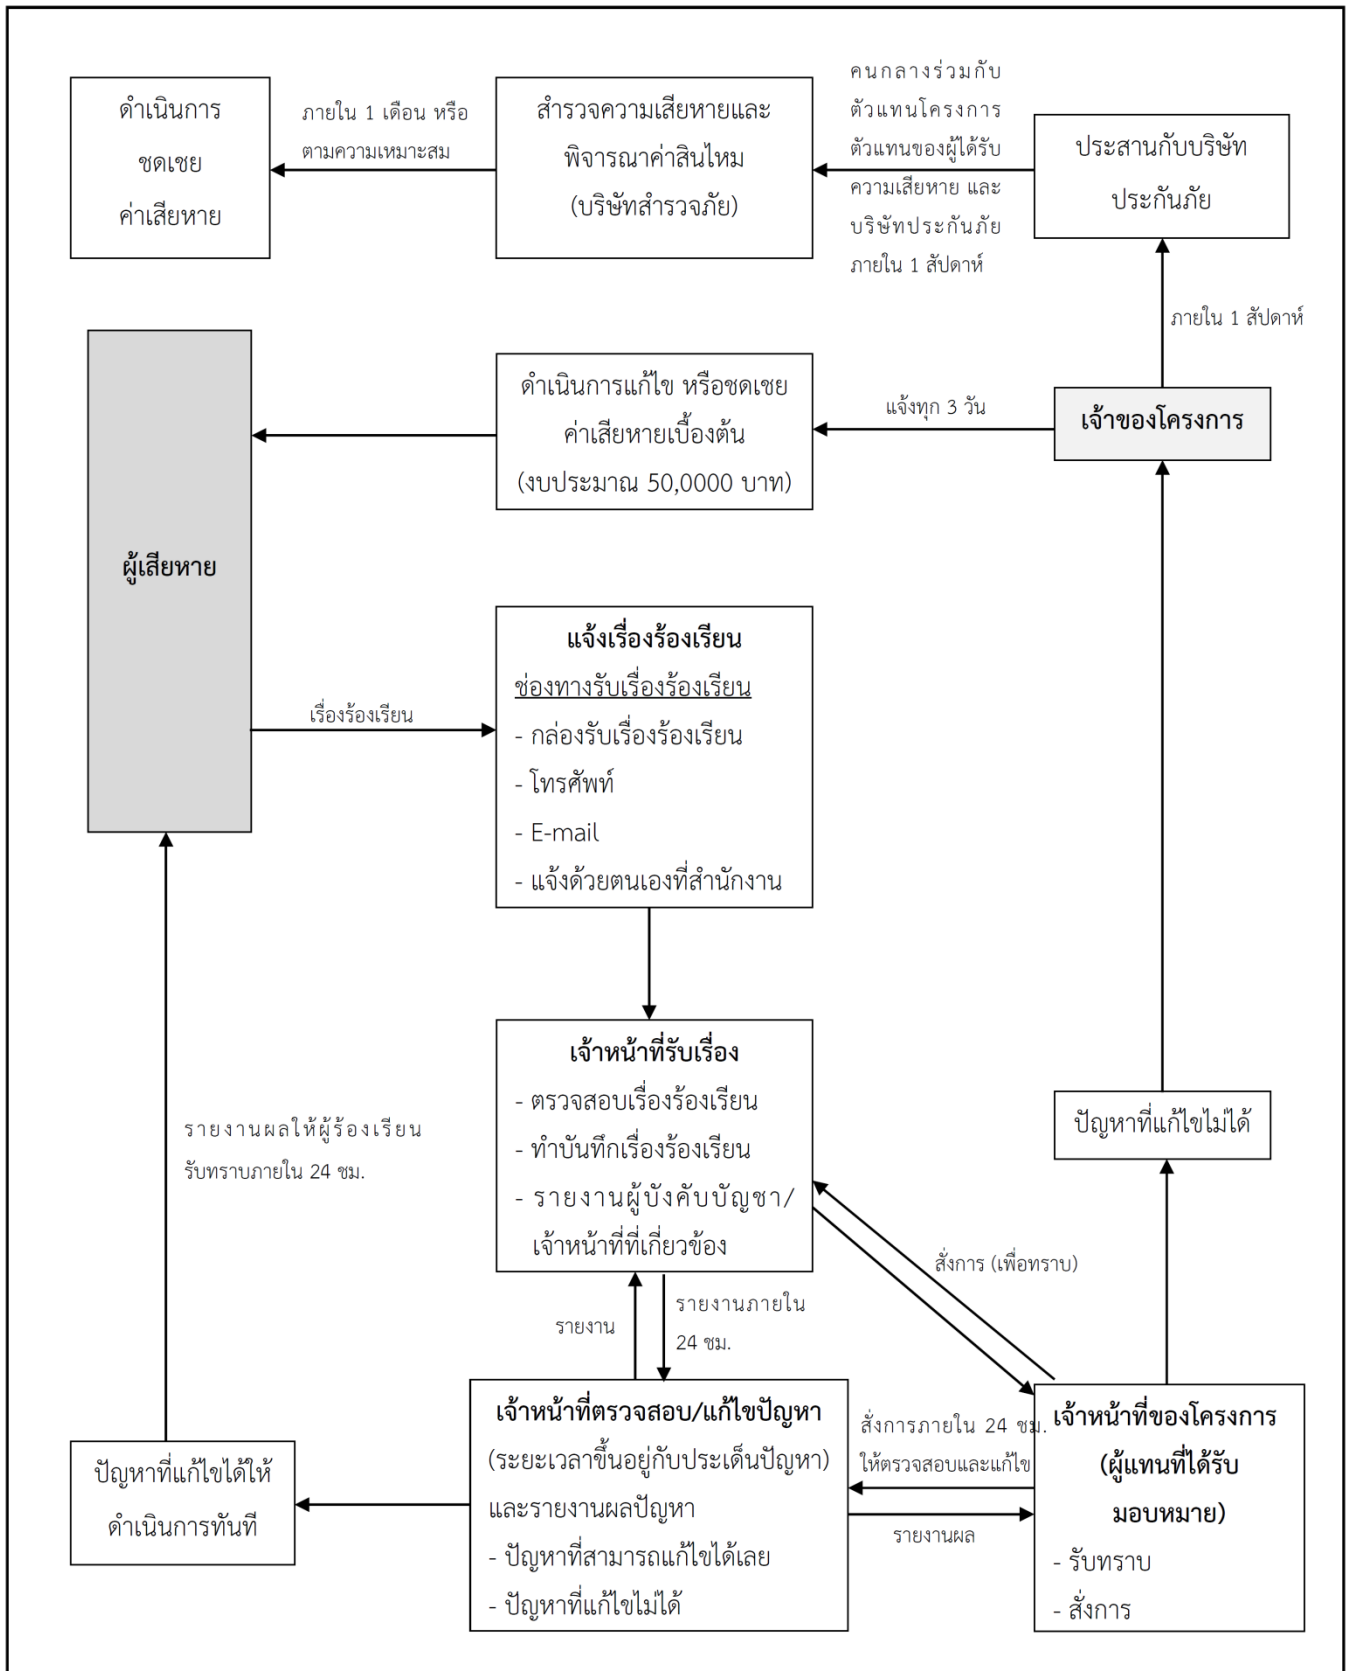 ดำเนินการ
ชดเชย
ค่าเสียหาย
ภายใน 1 เดือน หรือ
ตามความเหมาะสม
สำรวจความเสียหายและ
พิจารณาค่าสินไหม
(บริษัทสำรวจภัย)
คนกลางร่วมกับ
ตัวแทนโครงการ
ตัวแทนของผู้ได้รับ
ความเสียหาย และ
บริษัทประกันภัย
ภายใน 1 สัปดาห์
ประสานกับบริษัท
ประกันภัย
ภายใน 1 สัปดาห์
ดำเนินการแก้ไข หรือชดเชย
ค่าเสียหายเบื้องต้น
(งบประมาณ 50,0000 บาท)
แจ้งทุก 3 วัน
เจ้าของโครงการ
ผู้เสียหาย
เรื่องร้องเรียน
แจ้งเรื่องร้องเรียน
ช่องทางรับเรื่องร้องเรียน
- กล่องรับเรื่องร้องเรียน
- โทรศัพท์
- E-mail
- แจ้งด้วยตนเองที่สำนักงาน
เจ้าหน้าที่รับเรื่อง
- ตรวจสอบเรื่องร้องเรียน
- ทำบันทึกเรื่องร้องเรียน
- รายงานผู้บังคับบัญชา/
เจ้าหน้าที่ที่เกี่ยวข้อง
ปัญหาที่แก้ไขไม่ได้
รายงานผลให้ผู้ร้องเรียน
รับทราบภายใน 24 ชม.
สั่งการ (เพื่อทราบ)
รายงาน
รายงานภายใน
24 ชม.
ปัญหาที่แก้ไขได้ให้
ดำเนินการทันที
เจ้าหน้าที่ตรวจสอบ/แก้ไขปัญหา
(ระยะเวลาขึ้นอยู่กับประเด็นปัญหา)
และรายงานผลปัญหา
- ปัญหาที่สามารถแก้ไขได้เลย
- ปัญหาที่แก้ไขไม่ได้
สั่งการภายใน 24 ชม.
ให้ตรวจสอบและแก้ไข
รายงานผล
เจ้าหน้าที่ของโครงการ
(ผู้แทนที่ได้รับ
มอบหมาย)
- รับทราบ
- สั่งการ